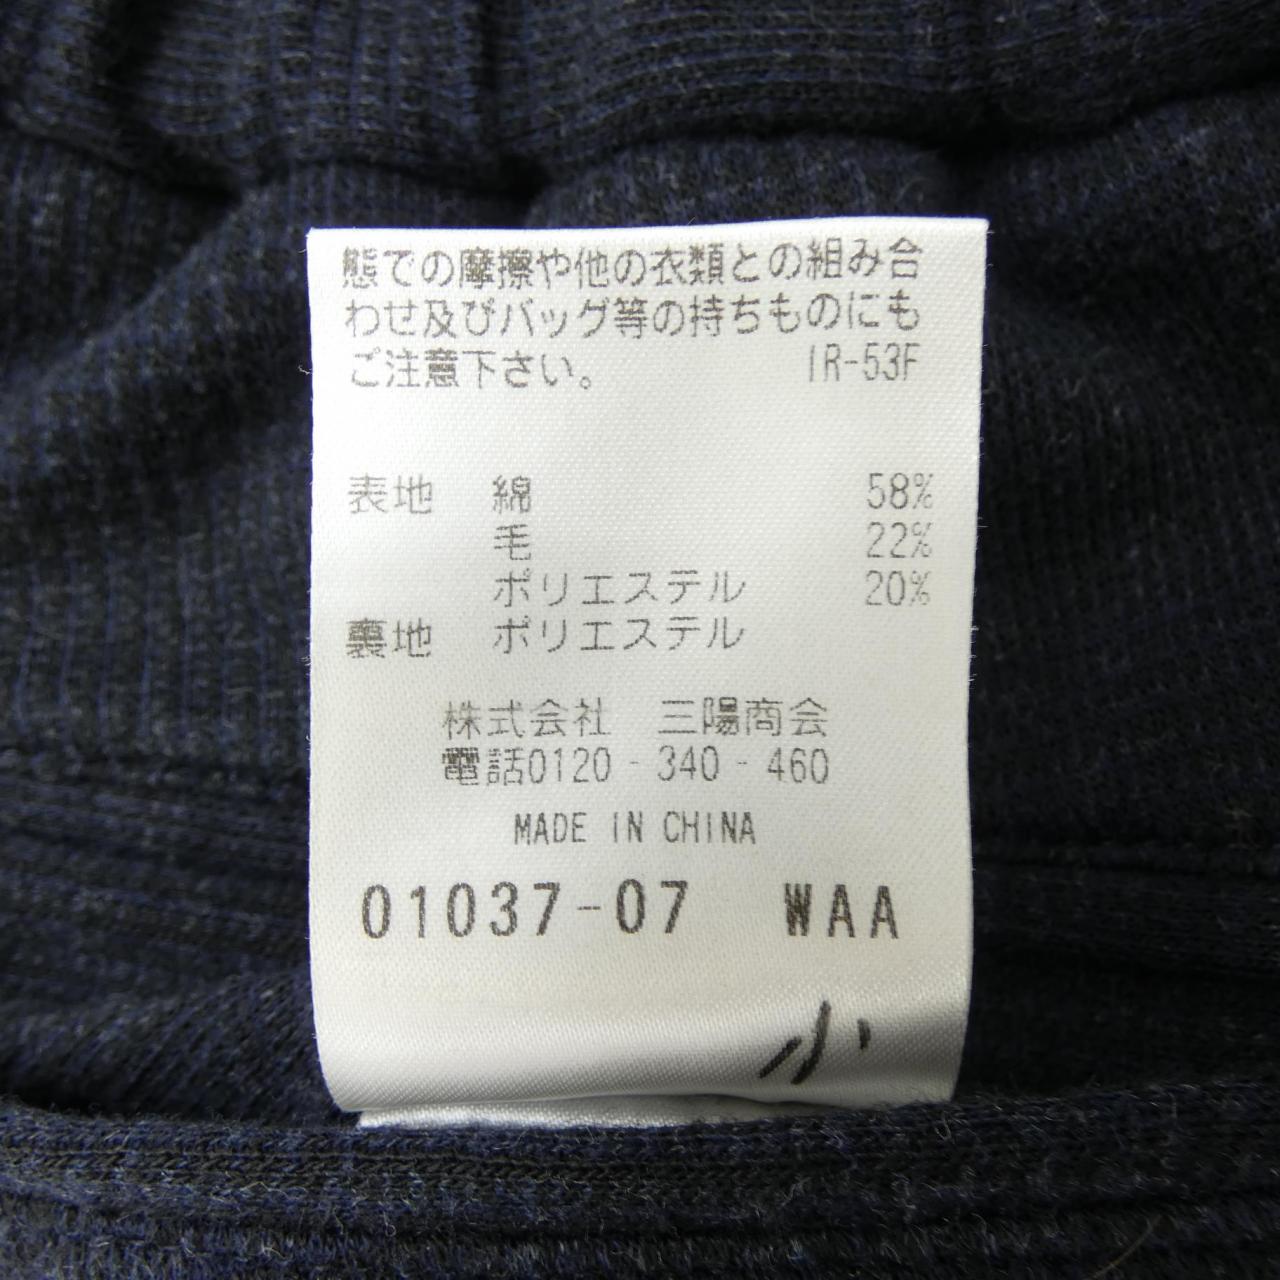 態での摩擦や他の衣類との組み合
わせ及びバッグ等の持ちものにも
ご注意下さい。 IR-53F
表地 綿 58%
毛 22%
ポリエステル 20%
裏地 ポリエステル
株式会社 三陽商会
電話0120-340-460
MADE IN CHINA
01037-07 WAA
小